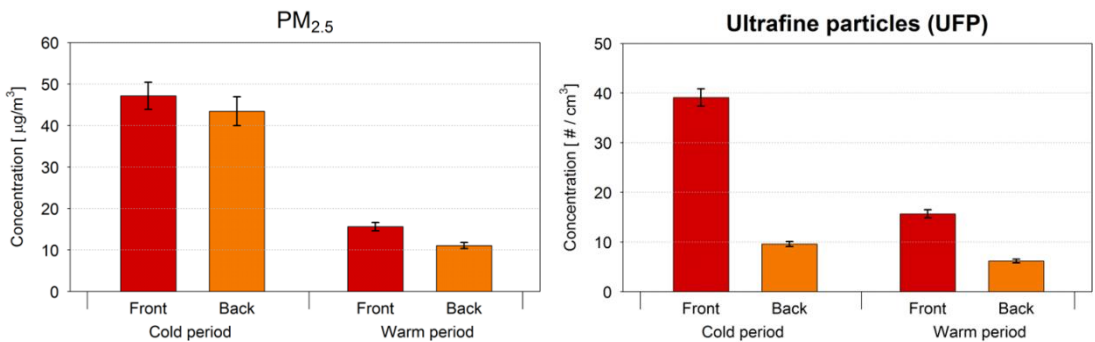 PM2.5
Concentration [ μg/m3]
60
50
40
30
20
10
0
Front Back Front Back
Cold period Warm period
Ultrafine particles (UFP)
Concentration [ # / cm3]
50
40
30
20
10
0
Front Back Front Back
Cold period Warm period